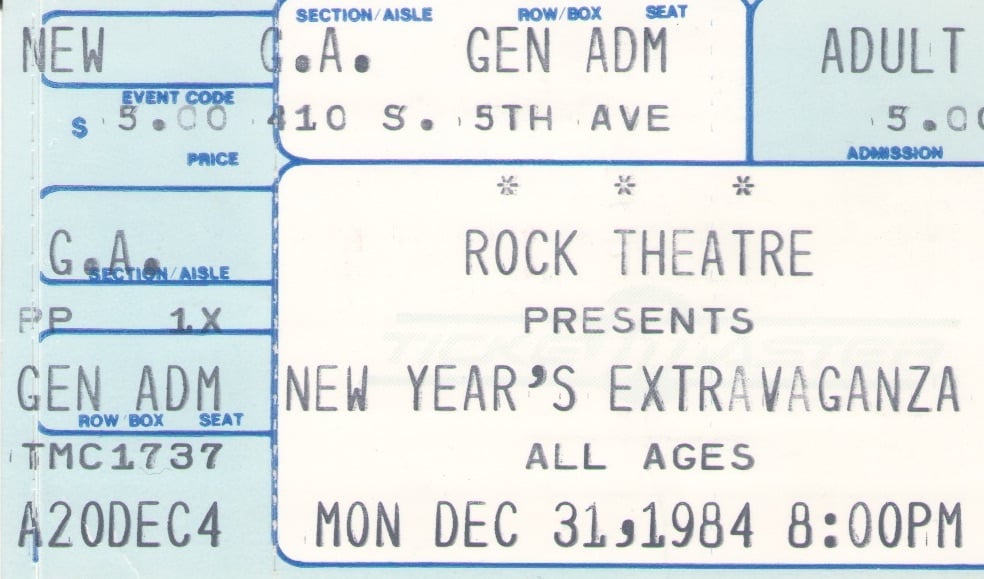 SECTION/AISLE ROW/BOX SEAT
NEW G.A. GEN ADM ADULT
EVENT CODE
$ 5.00 410 S. 5TH AVE 5.00
PRICE ADMISSION
* * *
G.A. ROCK THEATRE
SECTION/AISLE
PP 1X PRESENTS
TICKETMASTER
GEN ADM NEW YEAR'S EXTRAVAGANZA
ROW/BOX SEAT
TMC1737 ALL AGES
A20DEC4 MON DEC 31,1984 8:00PM